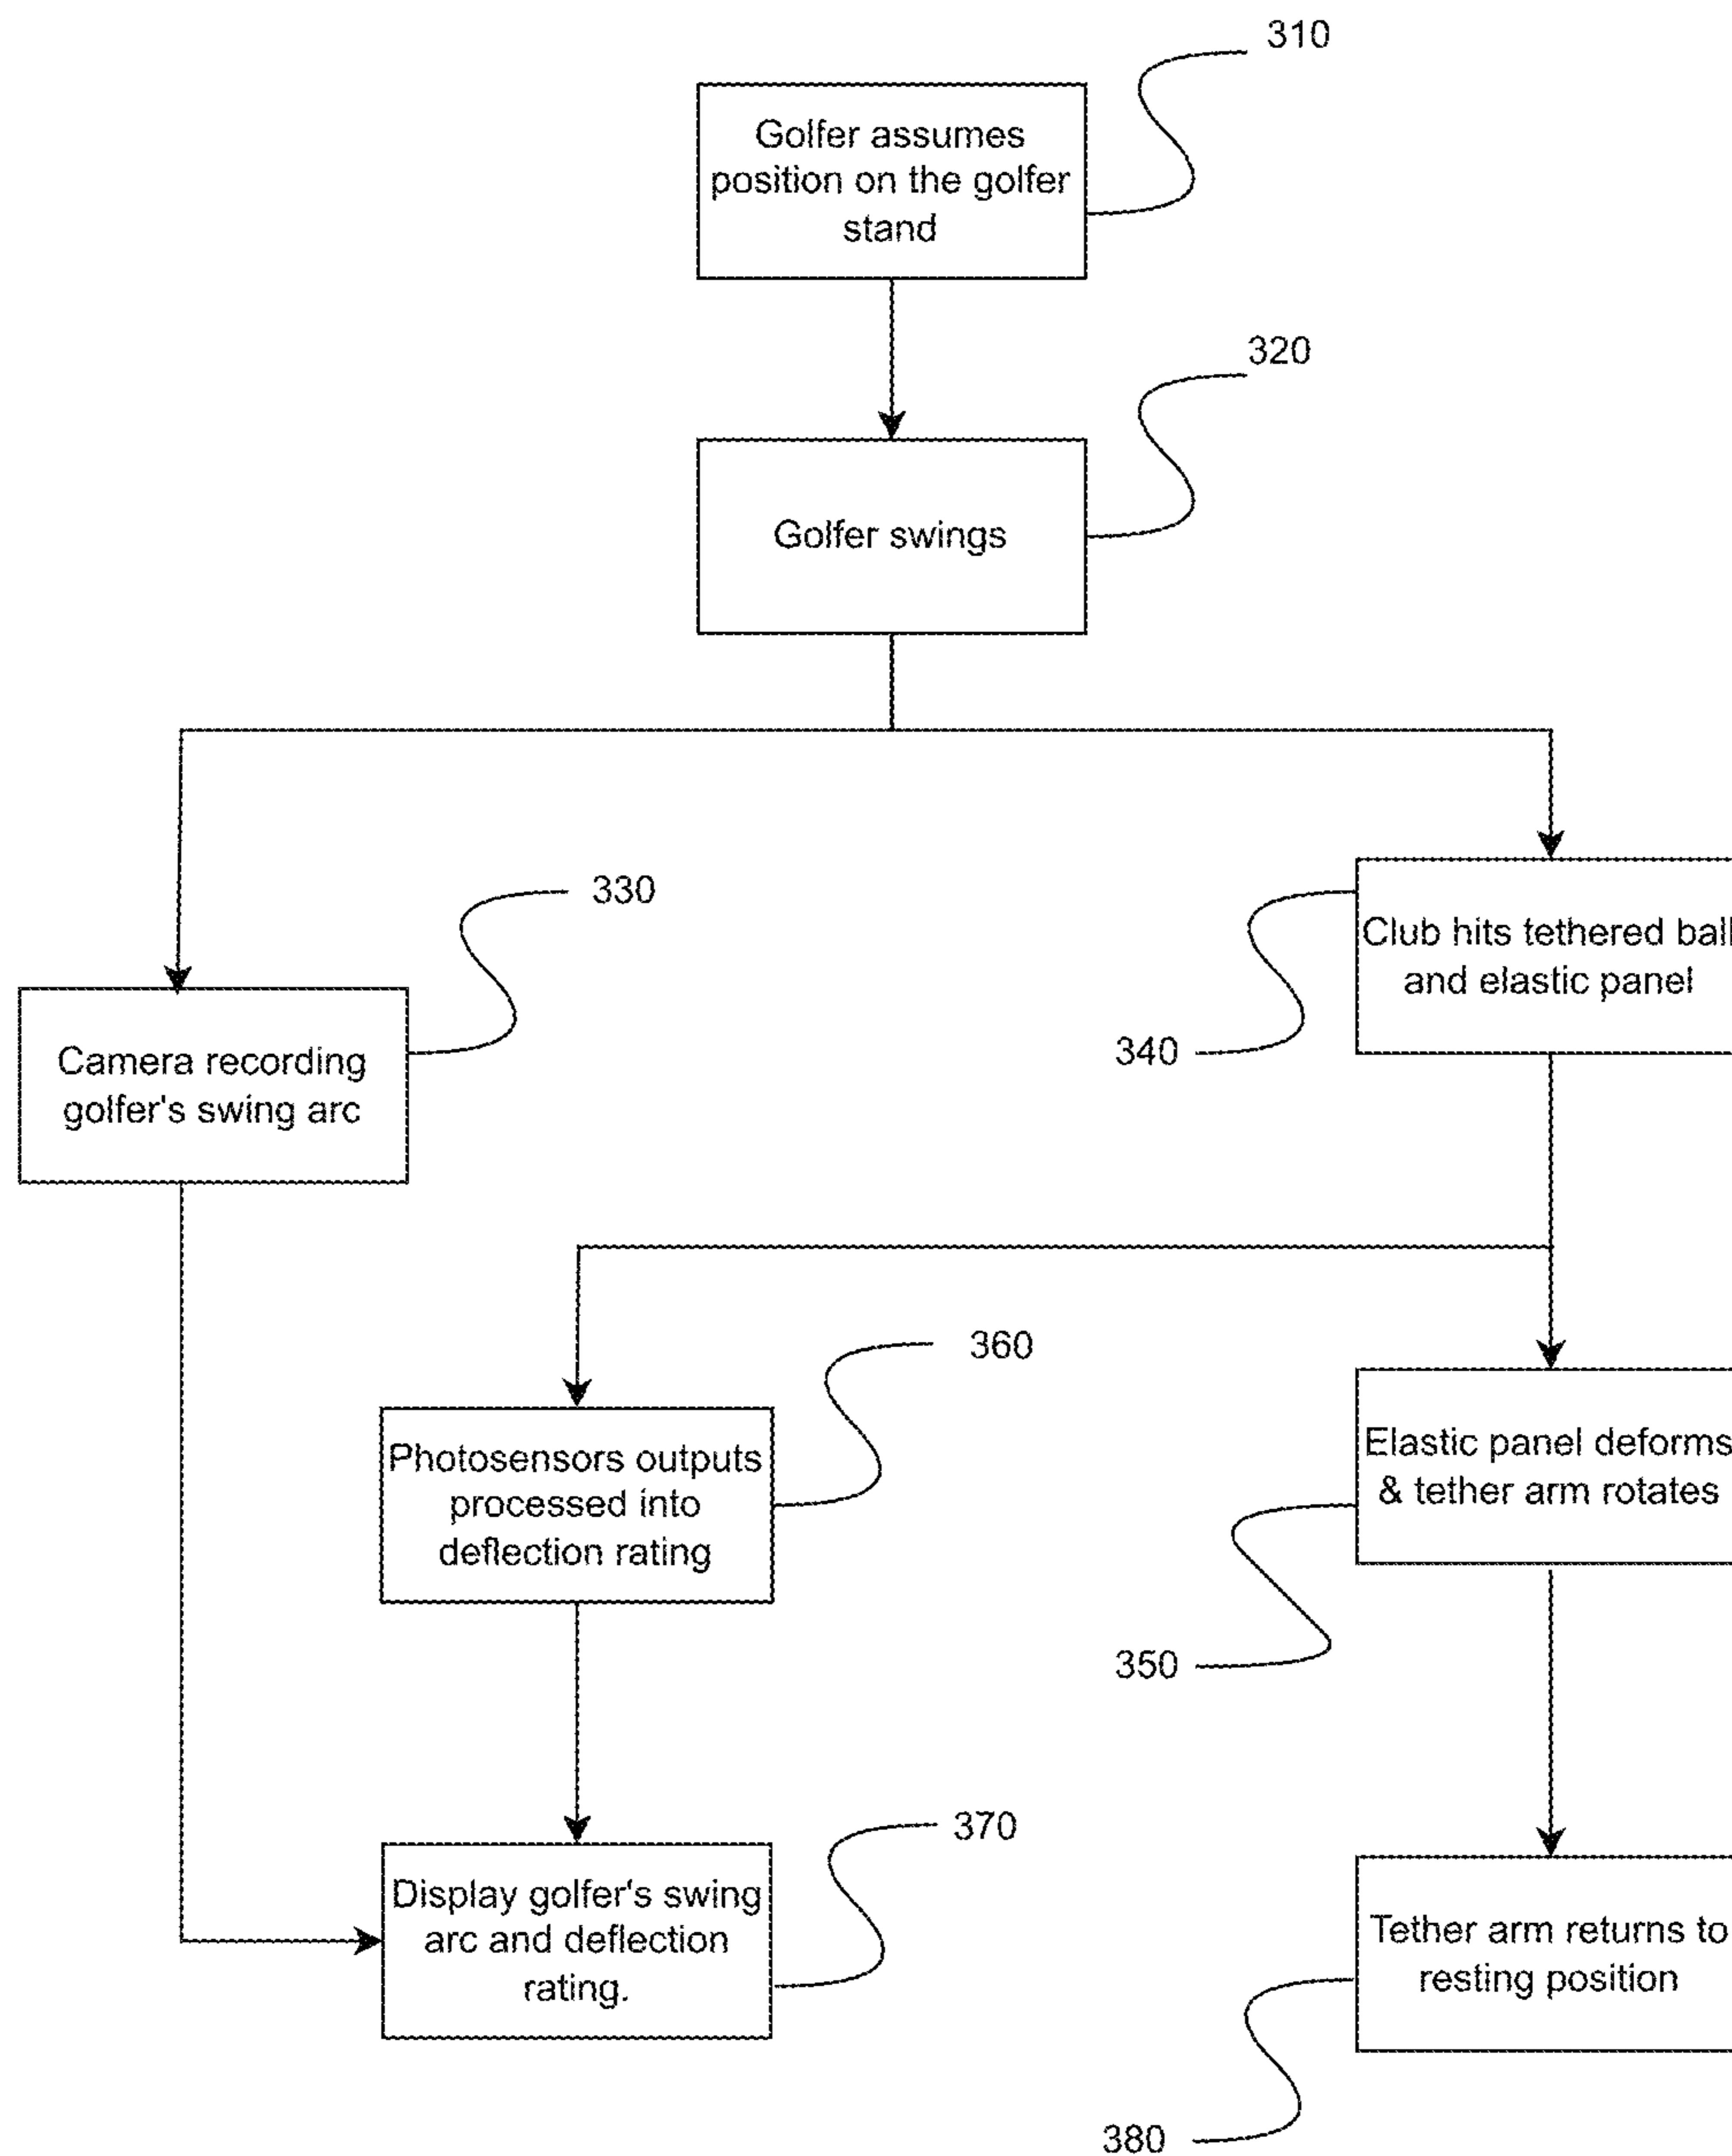 310
Golfer assumes
position on the golfer
stand
320
Golfer swings
330
Camera recording
golfer's swing arc
Club hits tethered ball
and elastic panel
340
360
Photosensors outputs
processed into
deflection rating
Elastic panel deforms
& tether arm rotates
350
370
Display golfer's swing
arc and deflection
rating.
Tether arm returns to
resting position
380